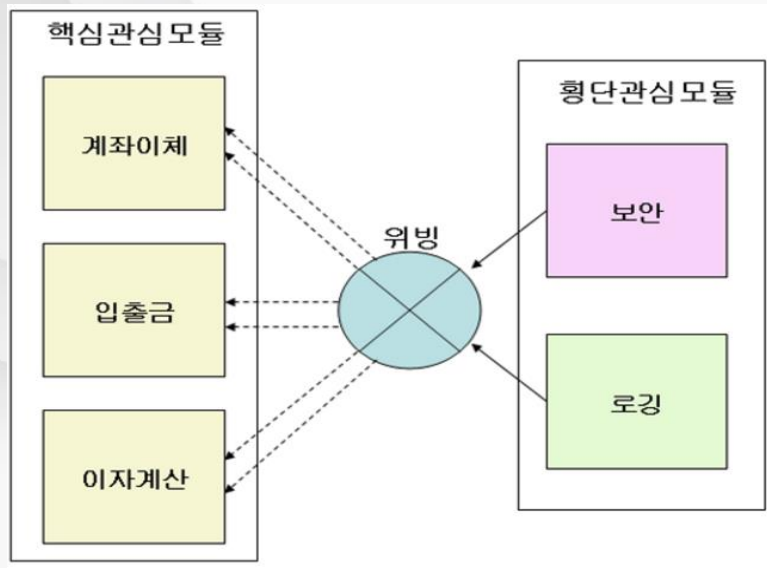 핵심관심모듈
계좌이체
입출금
이자계산
위빙
횡단관심모듈
보안
로깅